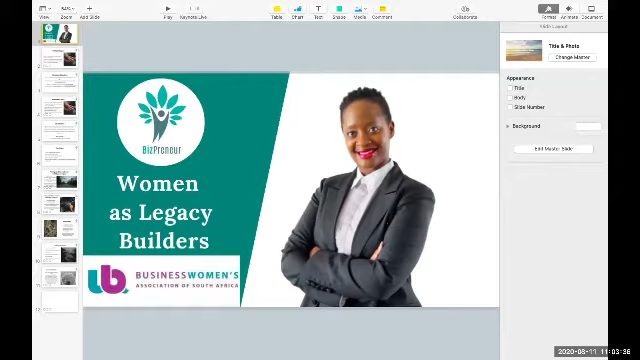 View
Zoom
Add Slide
Play
Keynote Live
Table
Chart
Text
Shape
Media
Comment
Collaborate
Format
Animate
Document
Slide Layout
Title & Photo
Change Master
Appearance
Title
Body
Slide Number
Background
Edit Master Slide
BizPreneur
Women
as Legacy
Builders
BUSINESSWOMEN'S
ASSOCIATION OF SOUTH AFRICA
2020-08-11 11:03:36